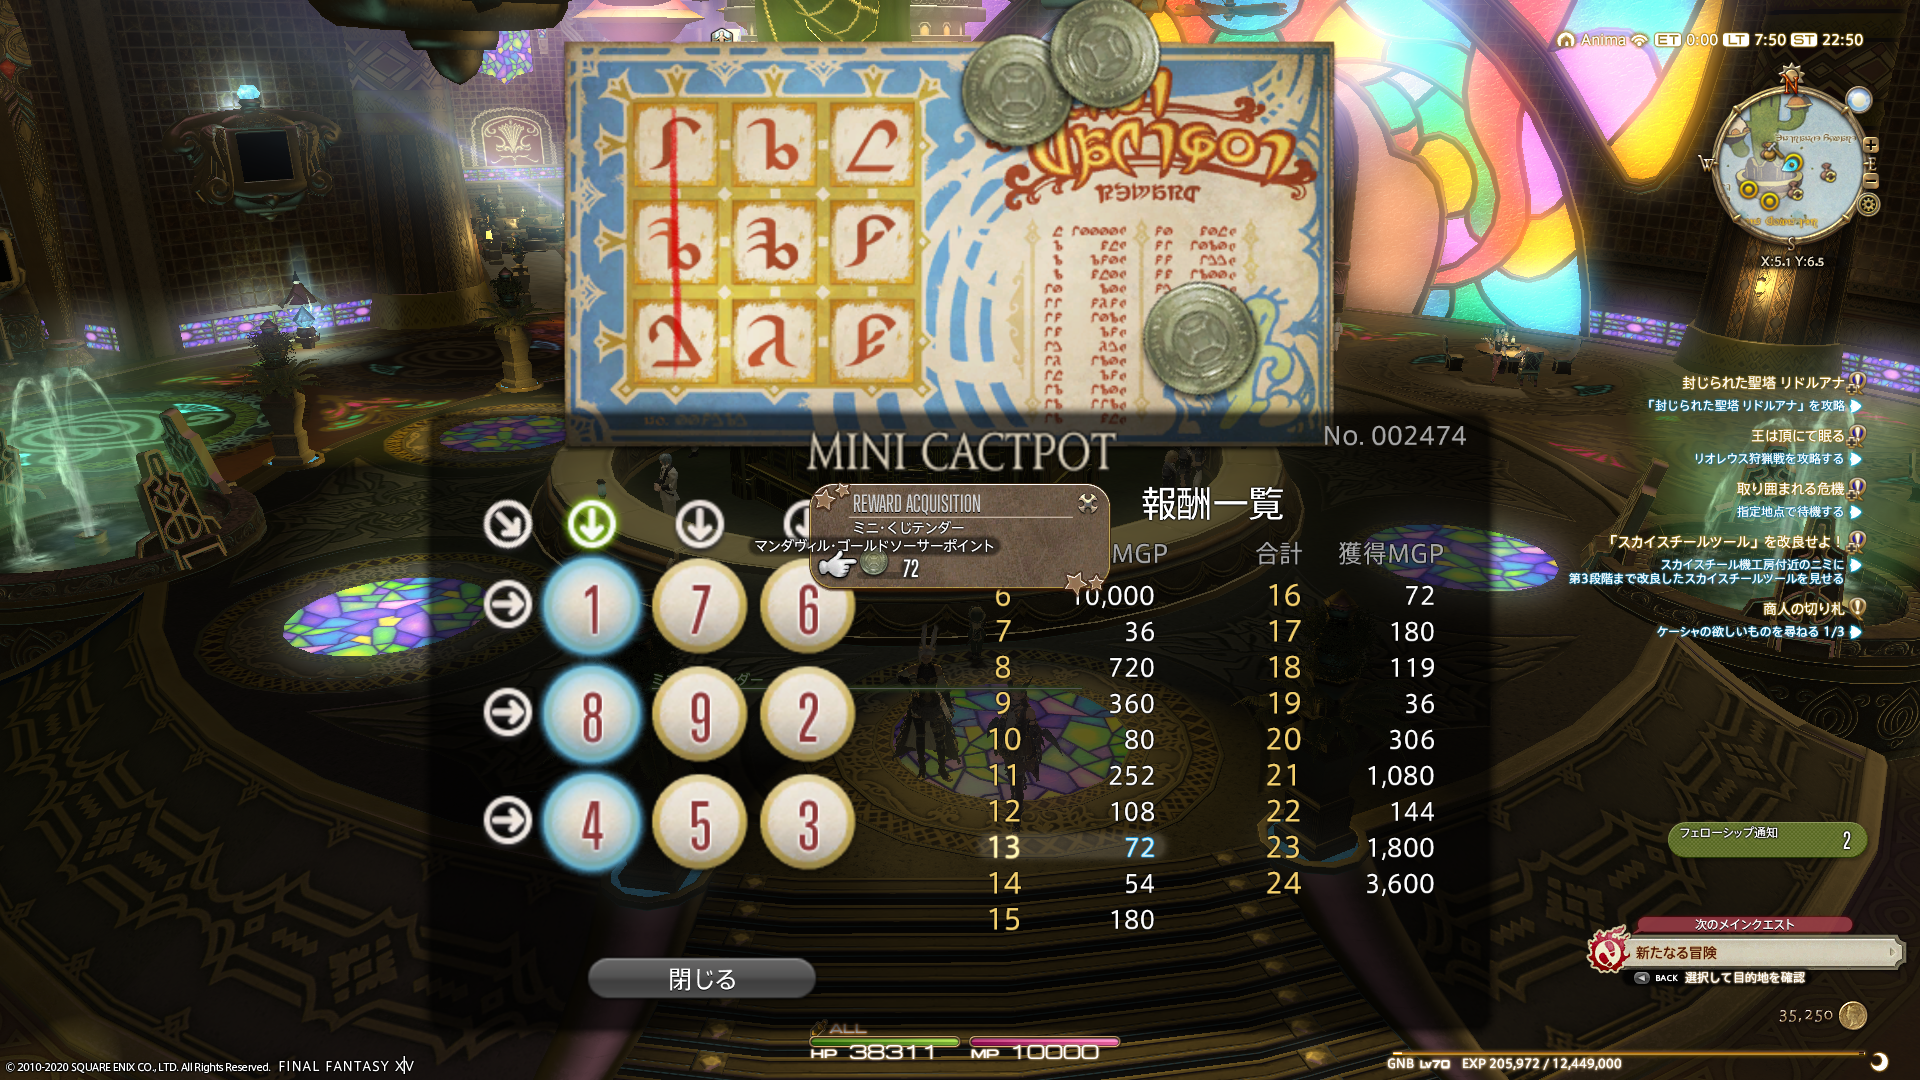 Anima ET 0:00 LT 7:50 ST 22:50
N
W
E
S
X:5.1 Y:6.5
封じられた聖塔 リドルアナ
「封じられた聖塔 リドルアナ」を攻略
王は頂にて眠る
リオレウス狩猟戦を攻略する
取り囲まれる危機
指定地点で待機する
「スカイスチールツール」を改良せよ!
スカイスチール機工房付近のニミに
第3段階まで改良したスカイスチールツールを見せる
商人の切り札
ケーシャの欲しいものを尋ねる 1/3
No. 002474
MINI CACTPOT
REWARD ACQUISITION
ミニ・くじテンダー
マンダヴィル・ゴールドソーサーポイント
72
報酬一覧
MGP 合計 獲得MGP
1 7 6
8 9 2
4 5 3
6 10,000 16 72
7 36 17 180
8 720 18 119
9 360 19 36
10 80 20 306
11 252 21 1,080
12 108 22 144
13 72 23 1,800
14 54 24 3,600
15 180
閉じる
フェローシップ通知 2
次のメインクエスト
新たなる冒険
BACK 選択して目的地を確認
35,250
ALL
HP 38311 MP 10000
GNB Lv70 EXP 205,972 / 12,449,000
© 2010-2020 SQUARE ENIX CO., LTD. All Rights Reserved. FINAL FANTASY XIV